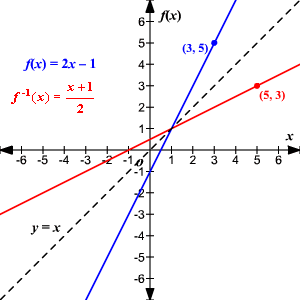 f(x)
6
5
(3, 5)
f(x) = 2x – 1
4
3
f⁻¹(x) = x + 1 / 2
(5, 3)
2
1
x
-6 -5 -4 -3 -2 -1 O 1 2 3 4 5 6
-1
-2
-3
y = x
-4
-5
-6